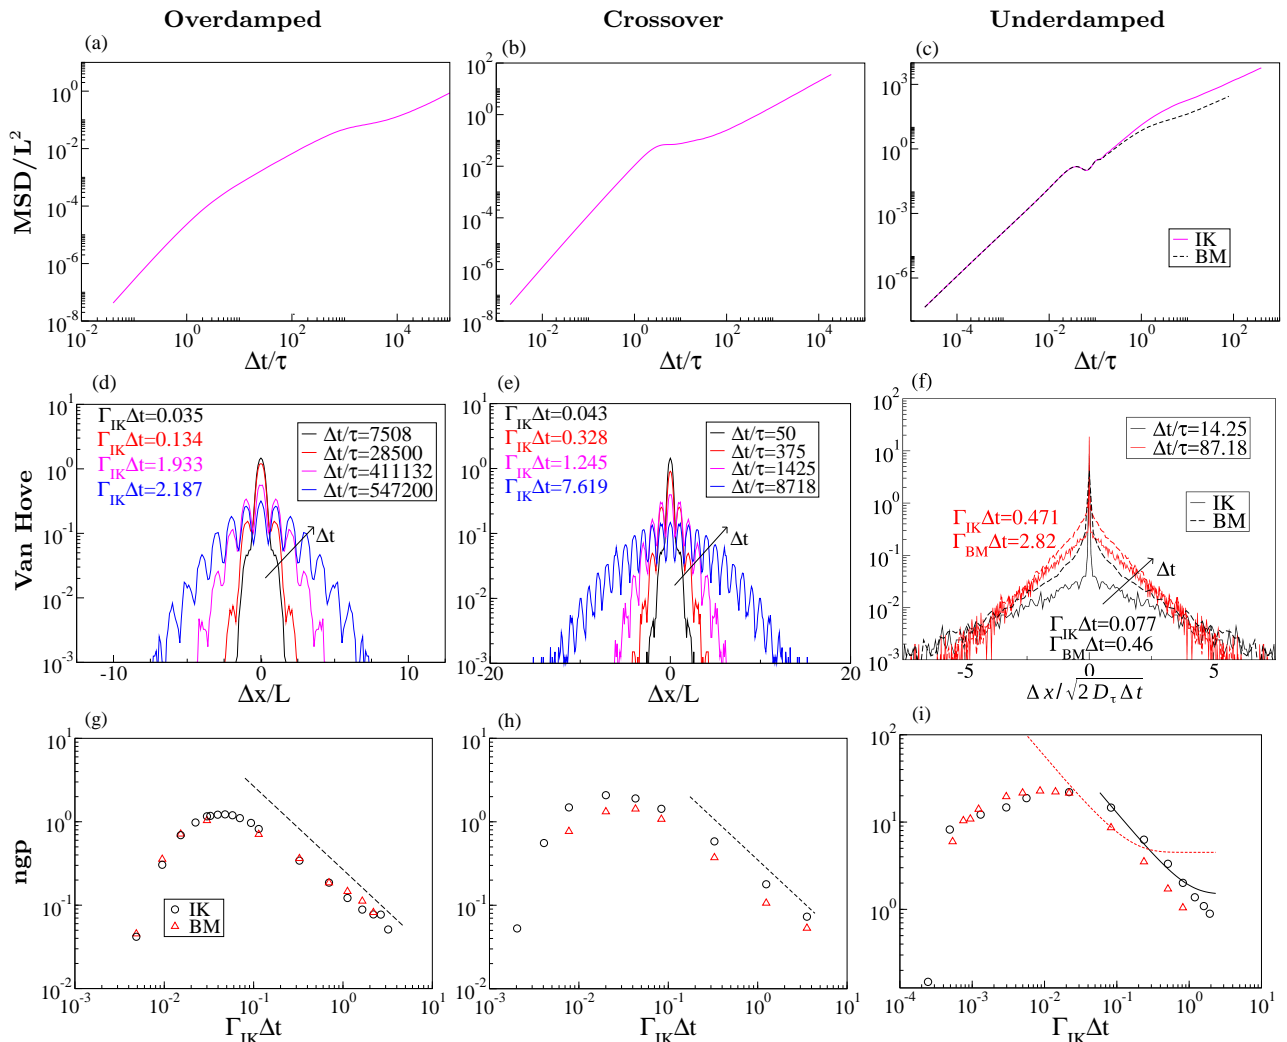 Overdamped
Crossover
Underdamped
(a)
(b)
(c)
MSD/L²
10⁰
10⁻²
10⁻⁴
10⁻⁶
10⁻⁸
10⁻²
10⁰
10²
10⁴
Δt/τ
10²
10⁰
10⁻²
10⁻⁴
10⁻⁶
10⁻⁸
10⁻²
10⁰
10²
10⁴
Δt/τ
10³
10⁰
10⁻³
10⁻⁶
10⁻⁴
10⁻²
10⁰
10²
Δt/τ
IK
BM
(d)
(e)
(f)
Van Hove
10¹
10⁰
10⁻¹
10⁻²
10⁻³
Γ_IKΔt=0.035
Γ_IKΔt=0.134
Γ_IKΔt=1.933
Γ_IKΔt=2.187
Δt/τ=7508
Δt/τ=28500
Δt/τ=411132
Δt/τ=547200
Δt
-10
0
10
Δx/L
10¹
10⁰
10⁻¹
10⁻²
10⁻³
Γ_IKΔt=0.043
Γ_IKΔt=0.328
Γ_IKΔt=1.245
Γ_IKΔt=7.619
Δt/τ=50
Δt/τ=375
Δt/τ=1425
Δt/τ=8718
Δt
-20
-10
0
10
20
Δx/L
10²
10¹
10⁰
10⁻¹
10⁻²
10⁻³
Δt/τ=14.25
Δt/τ=87.18
IK
BM
Γ_IKΔt=0.471
Γ_BMΔt=2.82
Δt
Γ_IKΔt=0.077
Γ_BMΔt=0.46
-5
0
5
Δx/√2D_τΔt
(g)
(h)
(i)
ngp
10¹
10⁰
10⁻¹
10⁻²
IK
BM
10⁻³
10⁻²
10⁻¹
10⁰
10¹
Γ_IKΔt
10¹
10⁰
10⁻¹
10⁻²
10⁻³
10⁻²
10⁻¹
10⁰
10¹
Γ_IKΔt
10²
10¹
10⁰
10⁻⁴
10⁻³
10⁻²
10⁻¹
10⁰
10¹
Γ_IKΔt